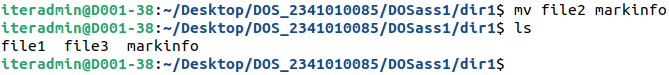 iteradmin@D001-38:~/Desktop/DOS_2341010085/DOSass1/dir1$ mv file2 markinfo
iteradmin@D001-38:~/Desktop/DOS_2341010085/DOSass1/dir1$ ls
file1  file3  markinfo
iteradmin@D001-38:~/Desktop/DOS_2341010085/DOSass1/dir1$